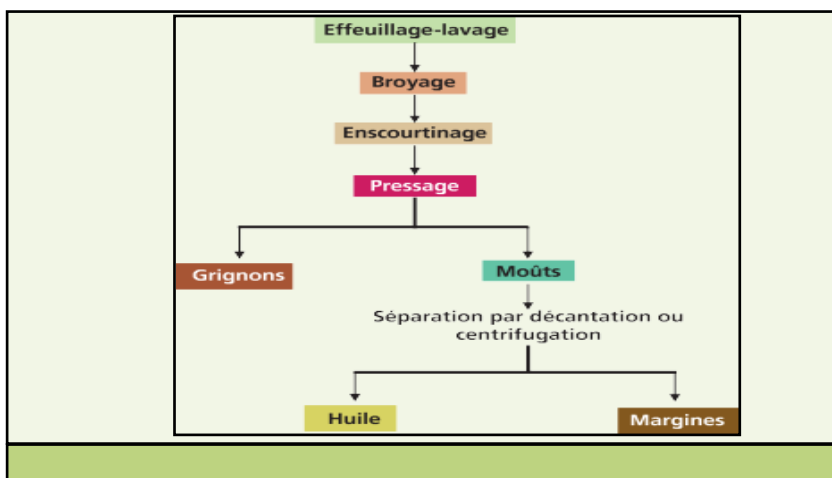 Effeuillage-lavage
Broyage
Enscourtinage
Pressage
Grignons
Moûts
Séparation par décantation ou
centrifugation
Huile
Margines